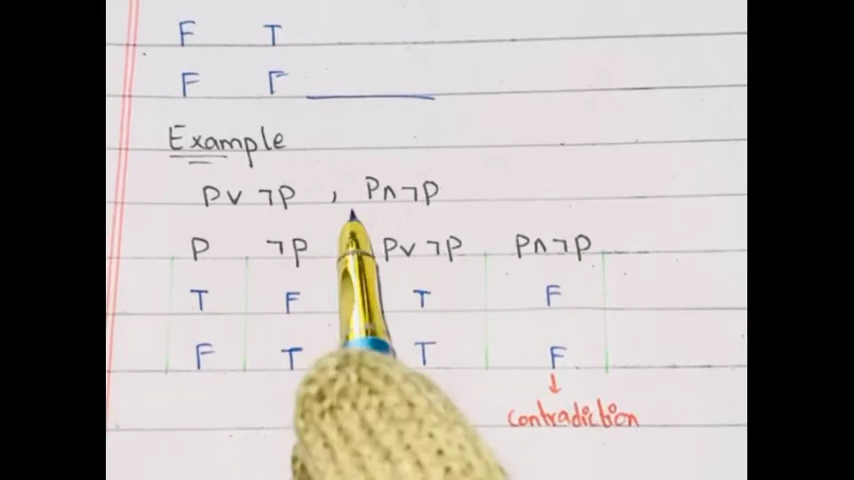 F T
F F
Example
P∨ ¬P , P∧¬P
P ¬P P∨ ¬P P∧¬P
T F T F
F T T F
contradiction